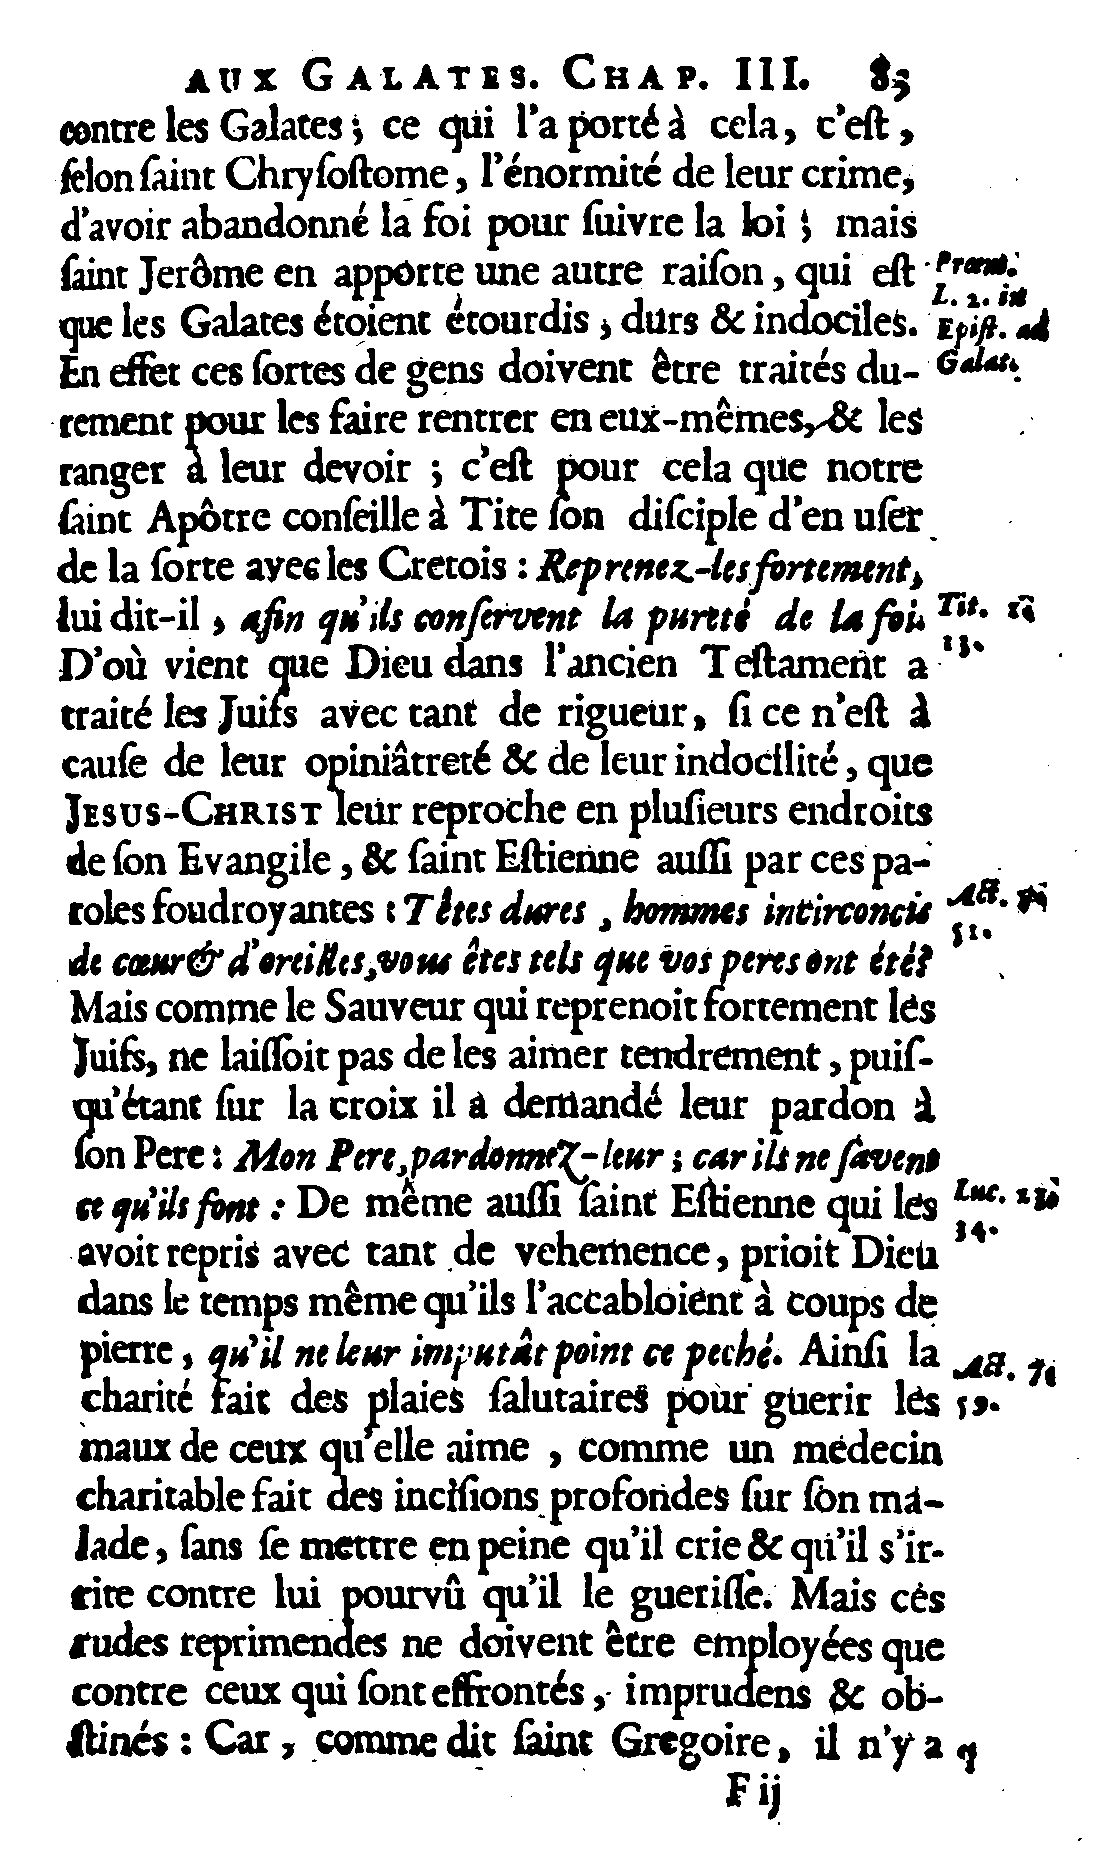 AUX GALATES. CHAP. III. 83
contre les Galates ; ce qui l'a porté à cela, c'eſt,
ſelon ſaint Chryſoſtome, l'énormité de leur crime,
d'avoir abandonné la foi pour ſuivre la loi ; mais
ſaint Jerôme en apporte une autre raiſon, qui eſt
que les Galates étoient étourdis, durs & indociles.
En effet ces ſortes de gens doivent être traités du-
rement pour les faire rentrer en eux-mêmes, & les
ranger à leur devoir ; c'eſt pour cela que notre
ſaint Apôtre conſeille à Tite ſon diſciple d'en uſer
de la ſorte avec les Cretois : Reprenez-les fortement,
lui dit-il, afin qu'ils conſervent la pureté de la foi.
D'où vient que Dieu dans l'ancien Teſtament a
traité les Juifs avec tant de rigueur, ſi ce n'eſt à
cauſe de leur opiniâtreté & de leur indocilité, que
JESUS-CHRIST leur reproche en pluſieurs endroits
de ſon Evangile, & ſaint Eſtienne auſſi par ces pa-
roles foudroyantes : Têtes dures, hommes incirconcis
de cœur & d'oreilles, vous êtes tels que vos peres ont été ?
Mais comme le Sauveur qui reprenoit fortement les
Juifs, ne laiſſoit pas de les aimer tendrement, puiſ-
qu'étant ſur la croix il a demandé leur pardon à
ſon Pere : Mon Pere, pardonnez-leur ; car ils ne ſavent
ce qu'ils font : De même auſſi ſaint Eſtienne qui les
avoit repris avec tant de vehemence, prioit Dieu
dans le temps même qu'ils l'accabloient à coups de
pierre, qu'il ne leur imputât point ce peché. Ainſi la
charité fait des plaies ſalutaires pour guerir les
maux de ceux qu'elle aime, comme un médecin
charitable fait des inciſions profondes ſur ſon ma-
lade, ſans ſe mettre en peine qu'il crie & qu'il s'ir-
rite contre lui pourvû qu'il le gueriſſe. Mais ces
rudes reprimendes ne doivent être employées que
contre ceux qui ſont effrontés, imprudens & ob-
ſtinés : Car, comme dit ſaint Gregoire, il n'y a
F ij
Proœm.
L. 2. in
Epiſt. ad
Galat.
Tit. 1.
13.
Act. 7.
51.
Luc. 23.
34.
Act. 7.
59.